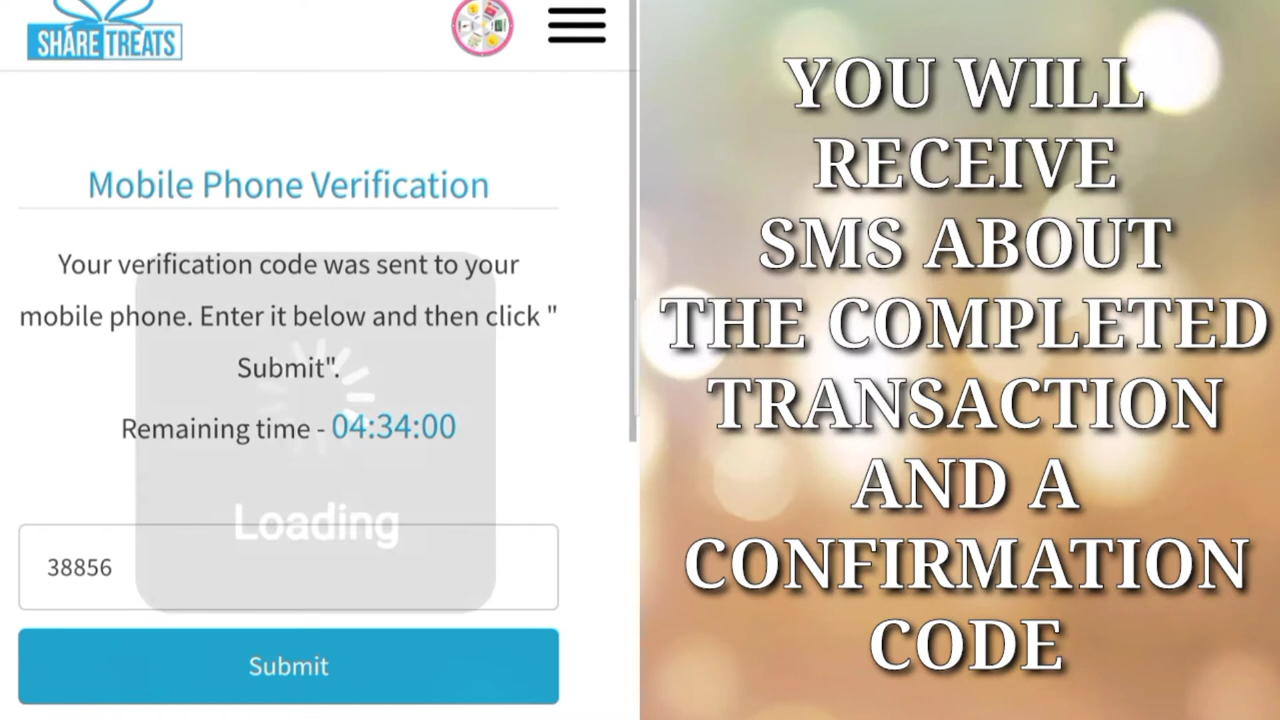 SHARE TREATS
Mobile Phone Verification
Your verification code was sent to your
mobile phone. Enter it below and then click "
Submit".
Remaining time - 04:34:00
Loading
38856
Submit
YOU WILL
RECEIVE
SMS ABOUT
THE COMPLETED
TRANSACTION
AND A
CONFIRMATION
CODE